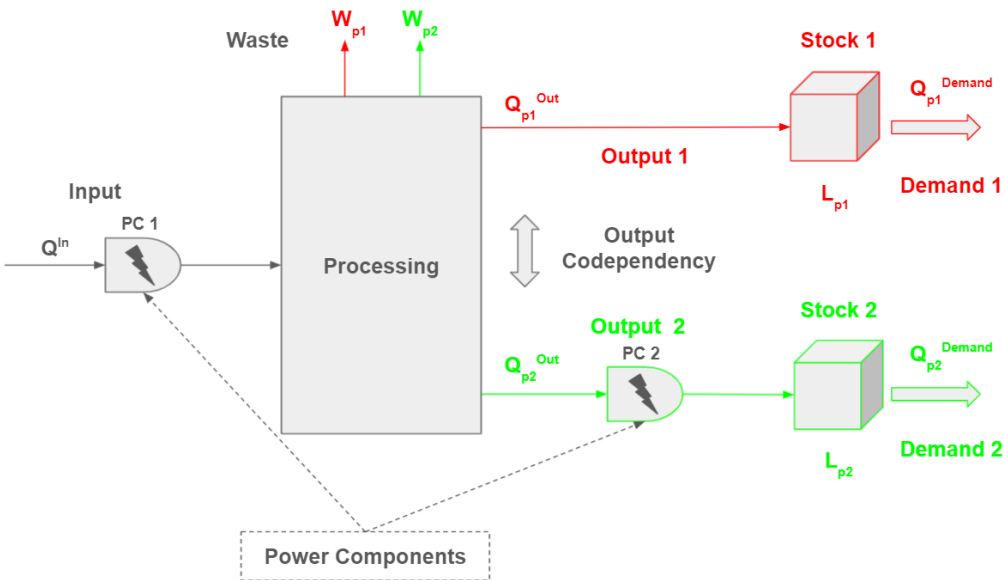 Waste
W p1
W p2
Stock 1
Q p1 Out
Q p1 Demand
Output 1
L p1
Demand 1
Input
PC 1
Q In
Processing
Output
Codependency
Output 2
PC 2
Stock 2
Q p2 Out
Q p2 Demand
L p2
Demand 2
Power Components